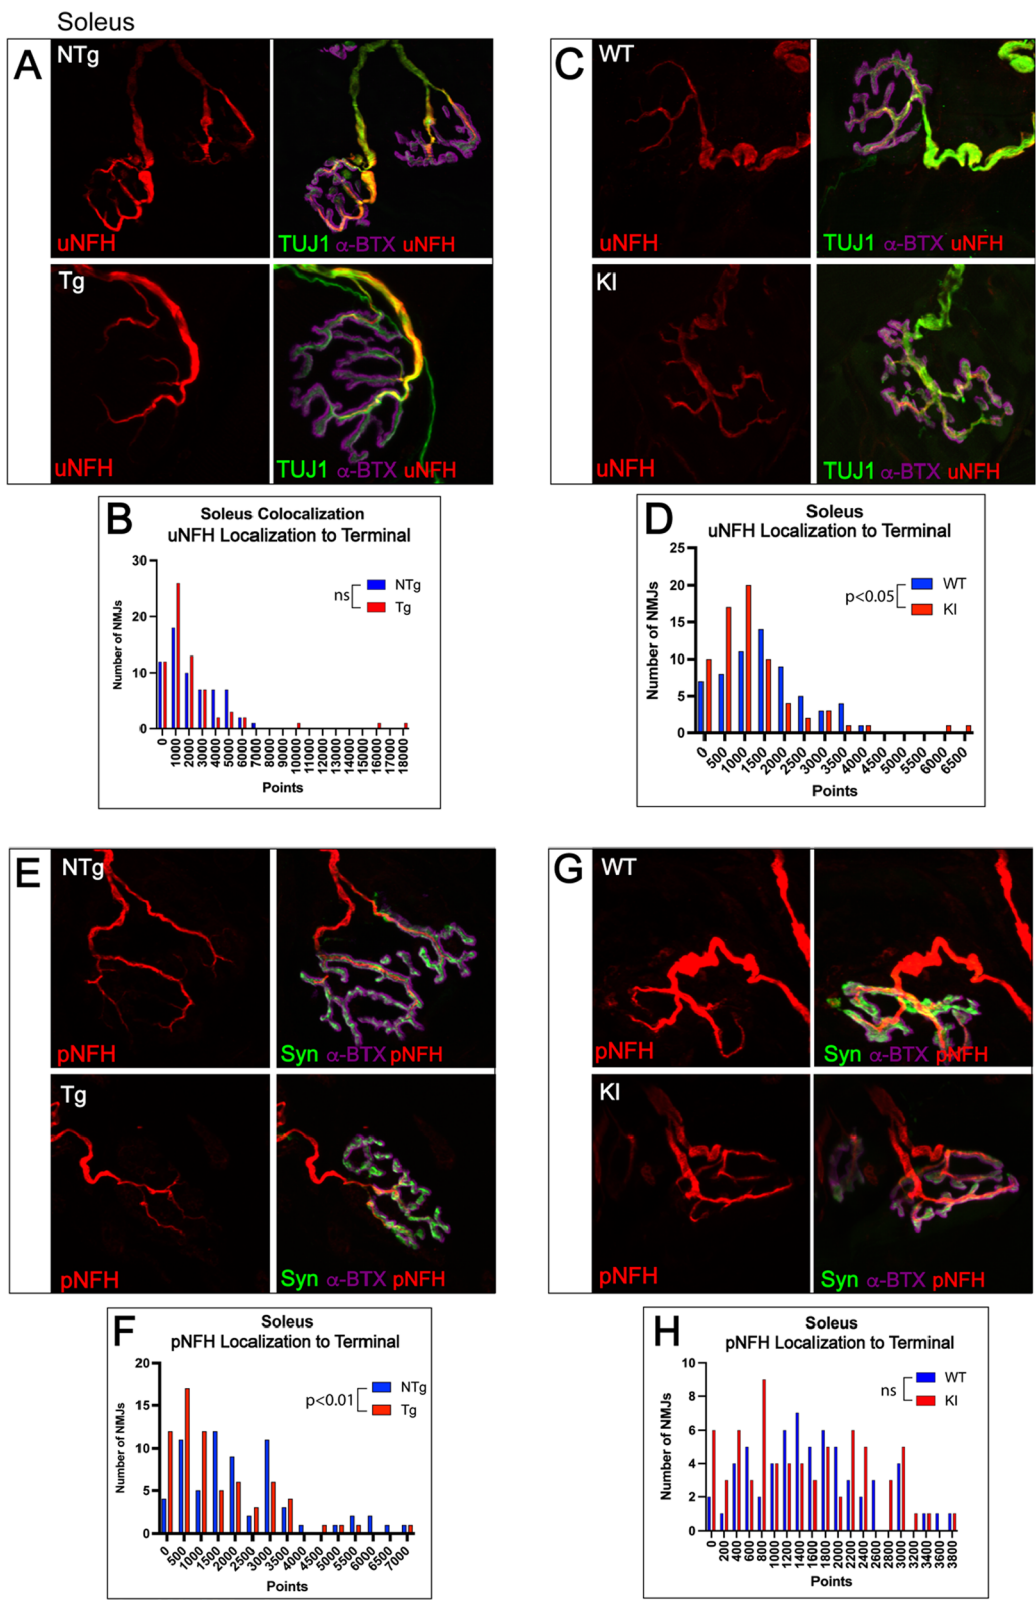 Soleus
A
NTg
uNFH
TUJ1 α-BTX uNFH
Tg
uNFH
TUJ1 α-BTX uNFH
C
WT
uNFH
TUJ1 α-BTX uNFH
KI
uNFH
TUJ1 α-BTX uNFH
B
Soleus Colocalization
uNFH Localization to Terminal
Number of NMJs
30
20
10
0
ns
NTg
Tg
0 1000 2000 3000 4000 5000 6000 7000 8000 9000 10000 11000 12000 13000 14000 15000 16000 17000 18000
Points
D
Soleus
uNFH Localization to Terminal
Number of NMJs
25
20
15
10
5
0
p<0.05
WT
KI
0 500 1000 1500 2000 2500 3000 3500 4000 4500 5000 5500 6000 6500
Points
E
NTg
pNFH
Syn α-BTX pNFH
Tg
pNFH
Syn α-BTX pNFH
G
WT
pNFH
Syn α-BTX pNFH
KI
pNFH
Syn α-BTX pNFH
F
Soleus
pNFH Localization to Terminal
Number of NMJs
20
15
10
5
0
p<0.01
NTg
Tg
0 500 1000 1500 2000 2500 3000 3500 4000 4500 5000 5500 6000 6500 7000
Points
H
Soleus
pNFH Localization to Terminal
Number of NMJs
10
8
6
4
2
0
ns
WT
KI
0 200 400 600 800 1000 1200 1400 1600 1800 2000 2200 2400 2600 2800 3000 3200 3400 3600 3800
Points